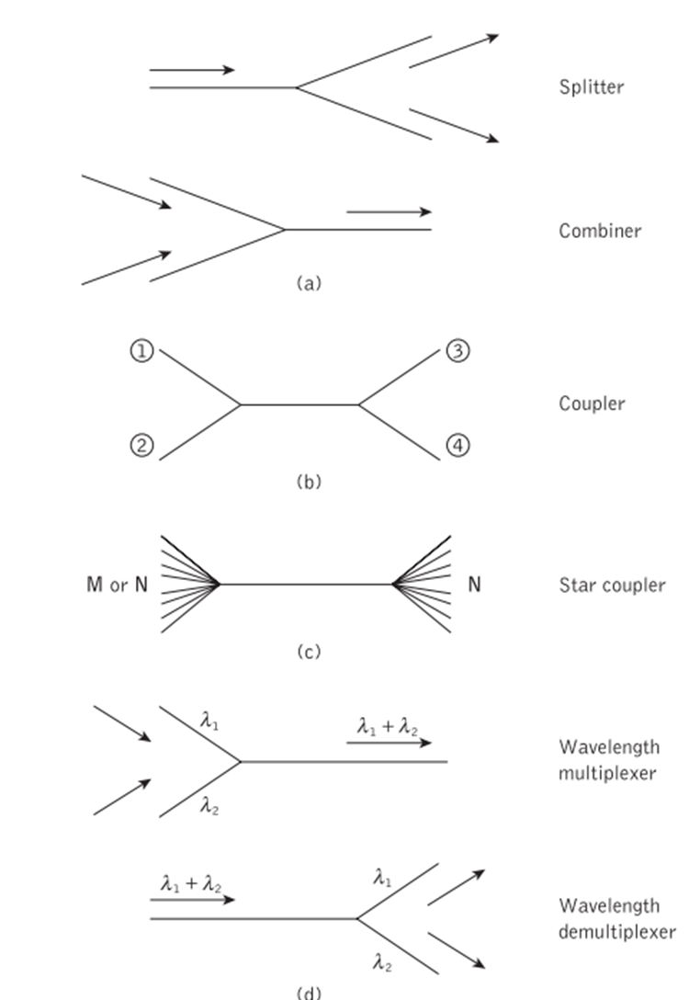 Splitter
Combiner
(a)
① ③
Coupler
② ④
(b)
M or N N Star coupler
(c)
λ₁ λ₁ + λ₂
Wavelength
multiplexer
λ₂
λ₁ + λ₂ λ₁
Wavelength
demultiplexer
λ₂
(d)